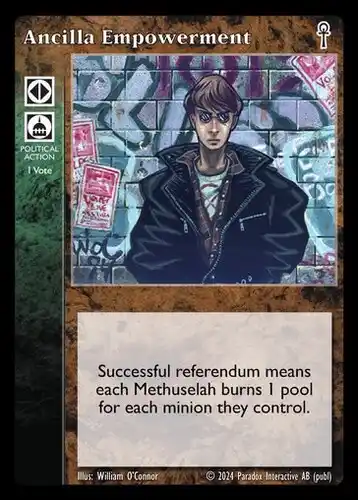 Ancilla Empowerment
POLITICAL
ACTION
1 Vote
Successful referendum means
each Methuselah burns 1 pool
for each minion they control.
Illus: William O'Connor
© 2024 Paradox Interactive AB (publ)